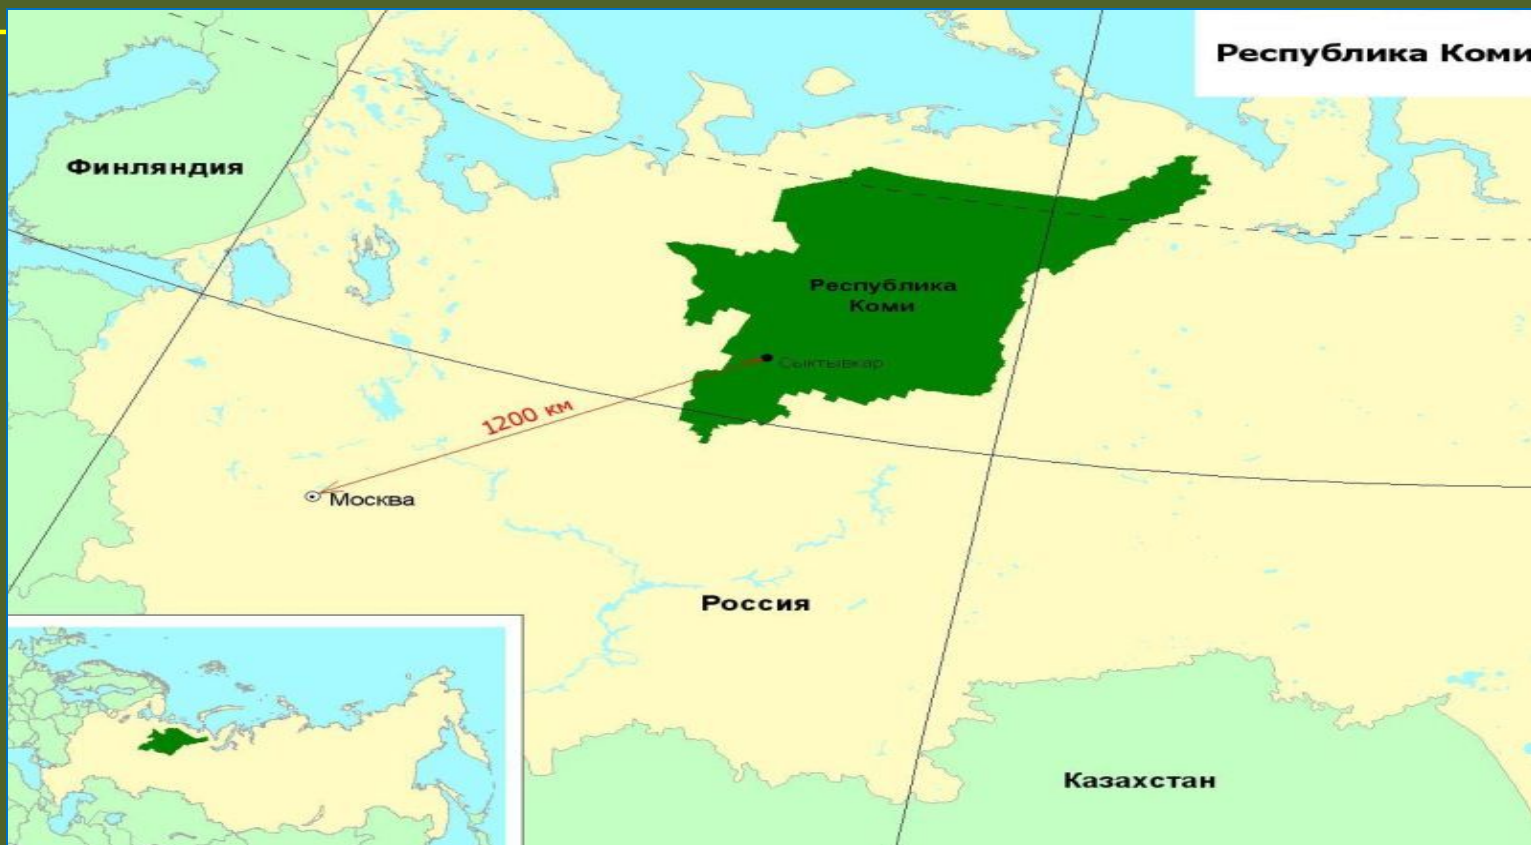 Республика Коми
Финляндия
Республика
Коми
Сыктывкар
1200 км
Москва
Россия
Казахстан